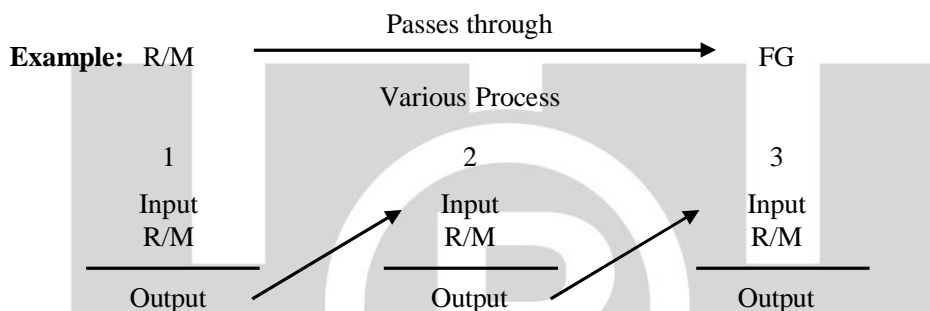 Passes through
Example: R/M FG
Various Process
1 2 3
Input Input Input
R/M R/M R/M
Output Output Output